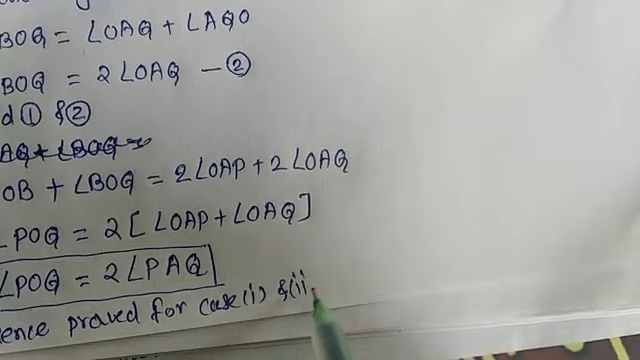 BOQ = ∠OAQ + ∠AQO
BOQ = 2∠OAQ — ②
d ① & ②
OB + ∠BOQ = 2∠OAP + 2∠OAQ
∠POQ = 2[∠OAP + ∠OAQ]
∠POQ = 2∠PAQ
ence proved for case(i) &(ii